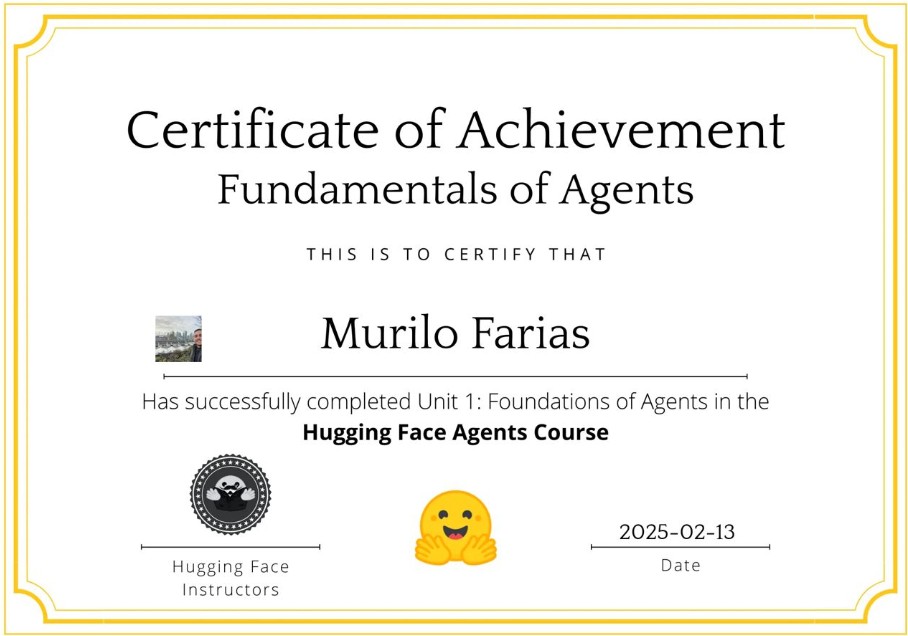 Certificate of Achievement
Fundamentals of Agents
THIS IS TO CERTIFY THAT
Murilo Farias
Has successfully completed Unit 1: Foundations of Agents in the
Hugging Face Agents Course
2025-02-13
Hugging Face
Instructors
Date